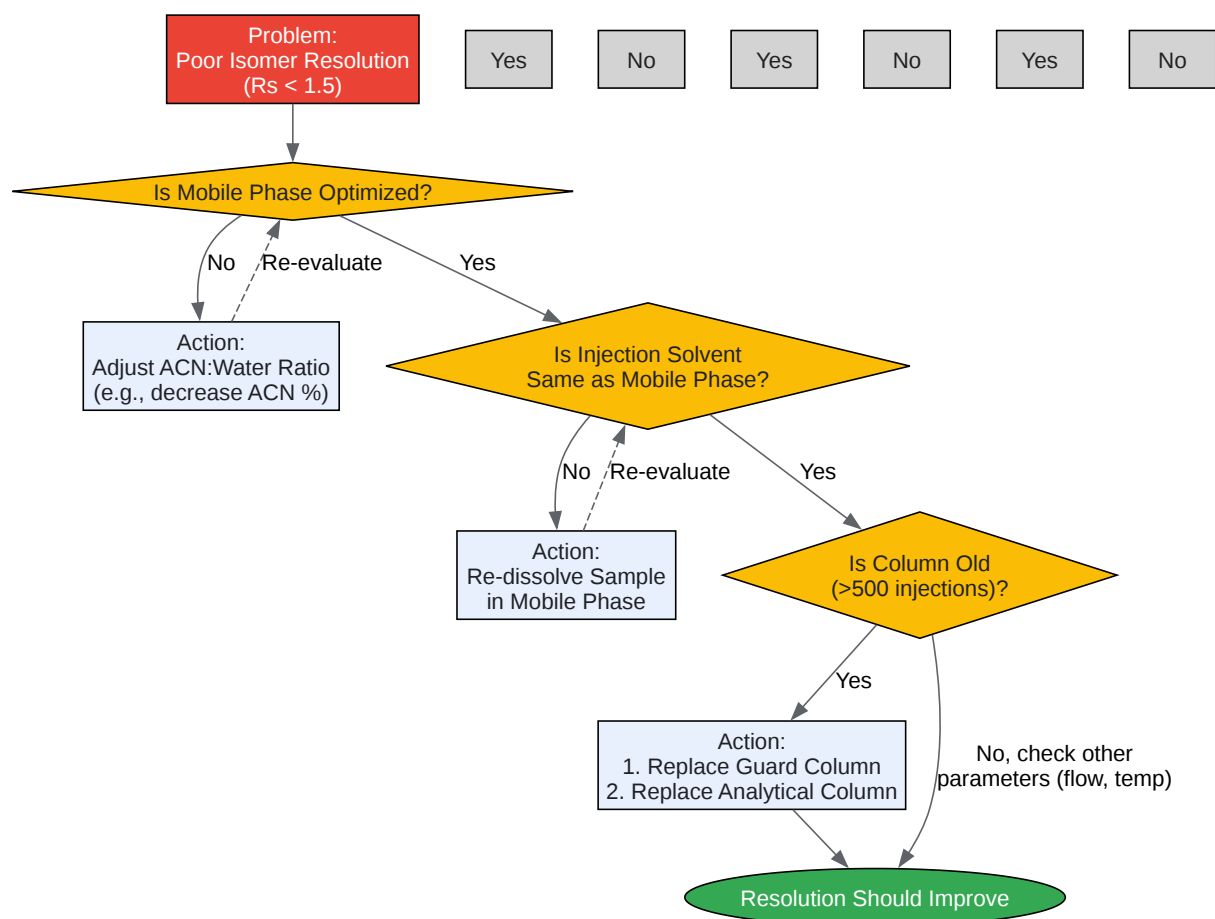 Problem:
Poor Isomer Resolution
(Rs < 1.5)
Yes
No
Yes
No
Yes
No
Is Mobile Phase Optimized?
No
Re-evaluate
Yes
Action:
Adjust ACN:Water Ratio
(e.g., decrease ACN %)
Is Injection Solvent
Same as Mobile Phase?
No
Re-evaluate
Yes
Action:
Re-dissolve Sample
in Mobile Phase
Is Column Old
(>500 injections)?
Yes
No, check other
parameters (flow, temp)
Action:
1. Replace Guard Column
2. Replace Analytical Column
Resolution Should Improve